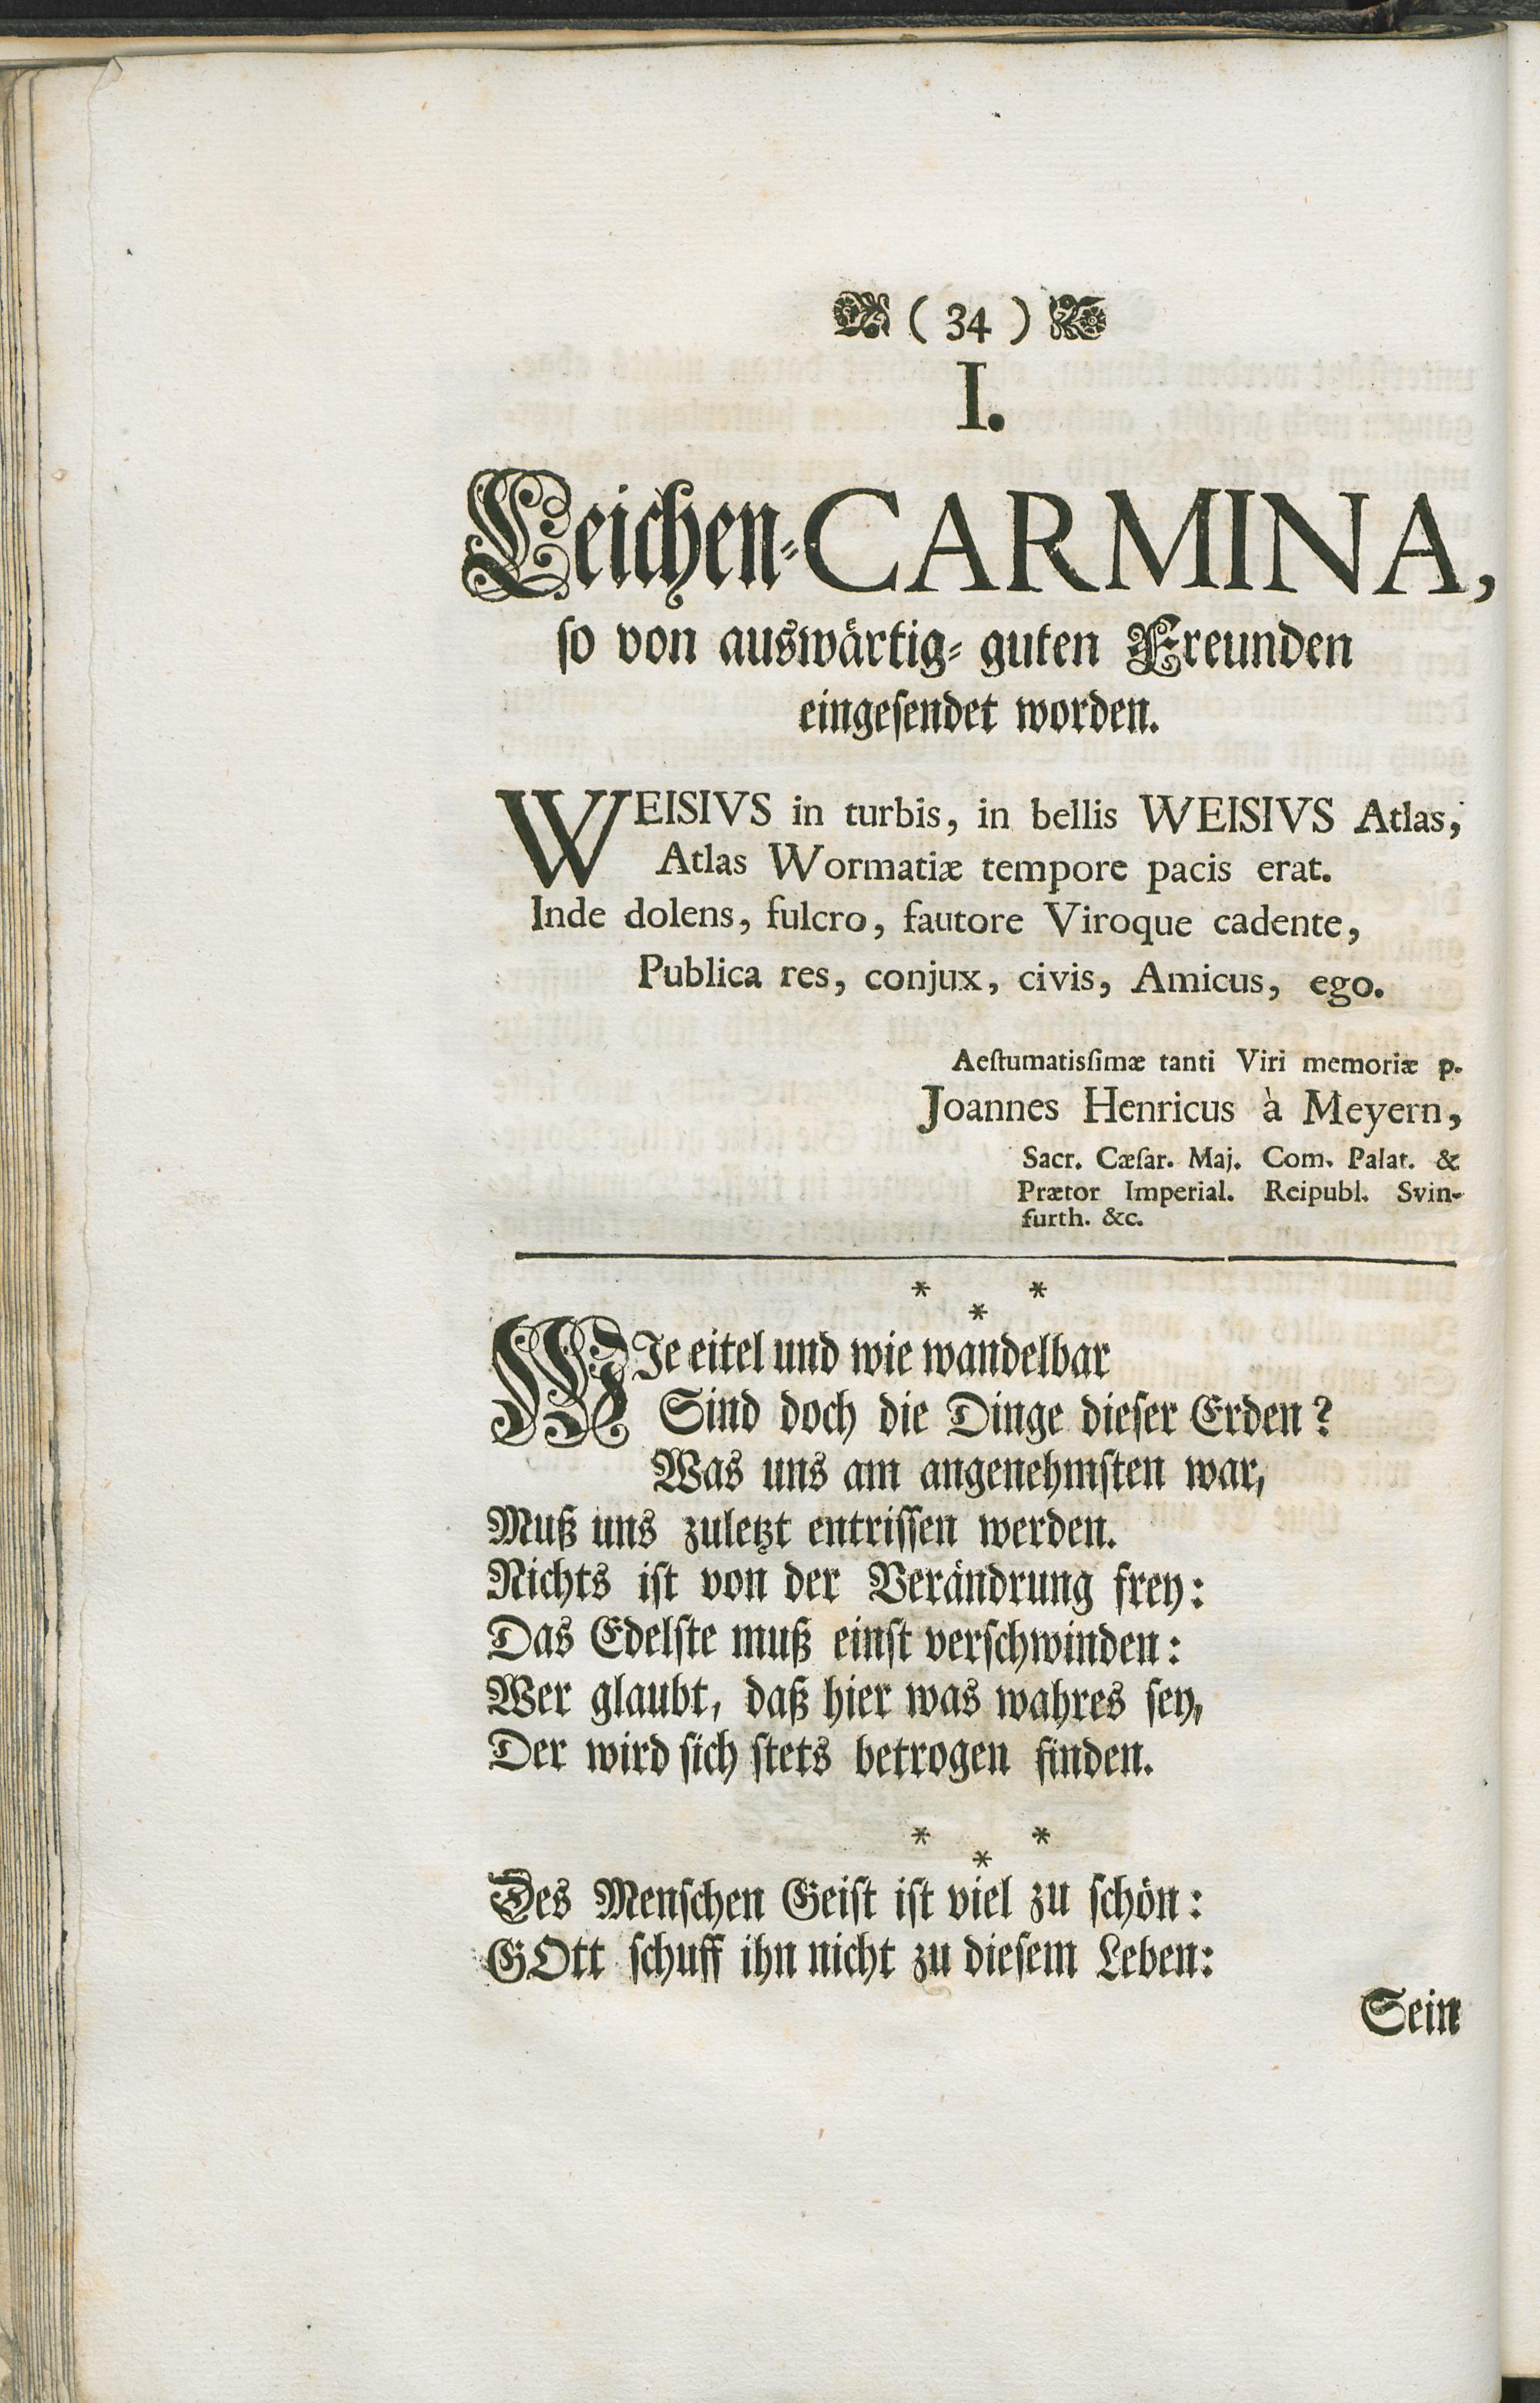 ( 34 )
I.
Leichen-CARMINA,
so von auswärtig- guten Freunden
eingesendet worden.
WEISIVS in turbis, in bellis WEISIVS Atlas,
Atlas Wormatiæ tempore pacis erat.
Inde dolens, fulcro, fautore Viroque cadente,
Publica res, conjux, civis, Amicus, ego.
Aestumatissimæ tanti Viri memoriæ p.
Joannes Henricus à Meyern,
Sacr. Cæsar. Maj. Com. Palat. &
Prætor Imperial. Reipubl. Svin-
furth. &c.
* * *
WIe eitel und wie wandelbar
Sind doch die Dinge dieser Erden?
Was uns am angenehmsten war,
Muß uns zuletzt entrissen werden.
Nichts ist von der Verändrung frey:
Das Edelste muß einst verschwinden:
Wer glaubt, daß hier was wahres sey,
Der wird sich stets betrogen finden.
* * *
Des Menschen Geist ist viel zu schön:
GOtt schuff ihn nicht zu diesem Leben:
Sein